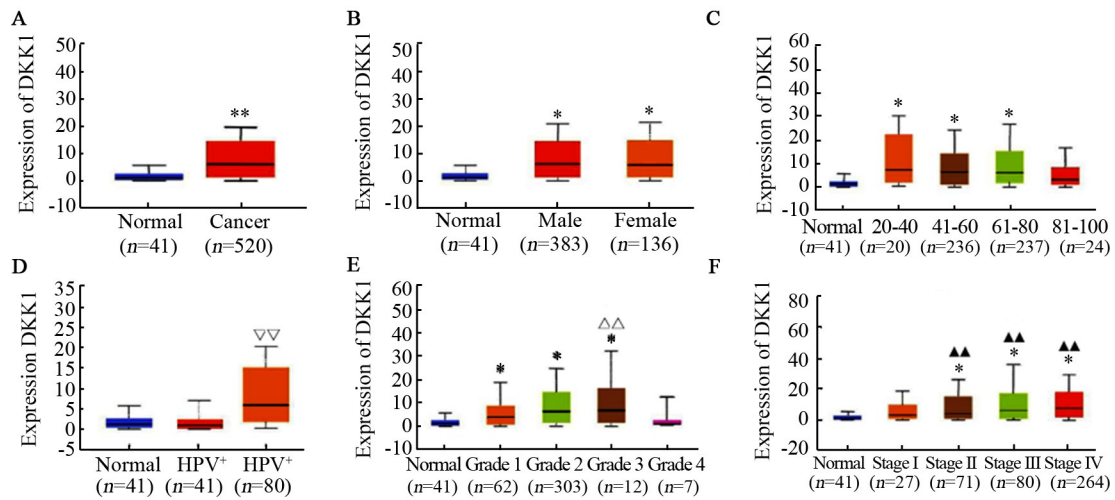 A
Expression of DKK1
50
40
30
20
10
0
-10
**
Normal Cancer
(n=41) (n=520)
B
Expression of DKK1
50
40
30
20
10
0
-10
* *
Normal Male Female
(n=41) (n=383) (n=136)
C
Expression of DKK1
60
50
40
30
20
10
0
-10
* * *
Normal 20-40 41-60 61-80 81-100
(n=41) (n=20) (n=236) (n=237) (n=24)
D
Expression DKK1
35
30
25
20
15
10
5
0
-5
▽▽
Normal HPV⁺ HPV⁺
(n=41) (n=41) (n=80)
E
Expression of DKK1
60
50
40
30
20
10
0
-10
△△
* * *
Normal Grade 1 Grade 2 Grade 3 Grade 4
(n=41) (n=62) (n=303) (n=12) (n=7)
F
Expression of DKK1
80
60
40
20
0
-20
▲▲ ▲▲ ▲▲
* * *
Normal Stage I Stage II Stage III Stage IV
(n=41) (n=27) (n=71) (n=80) (n=264)